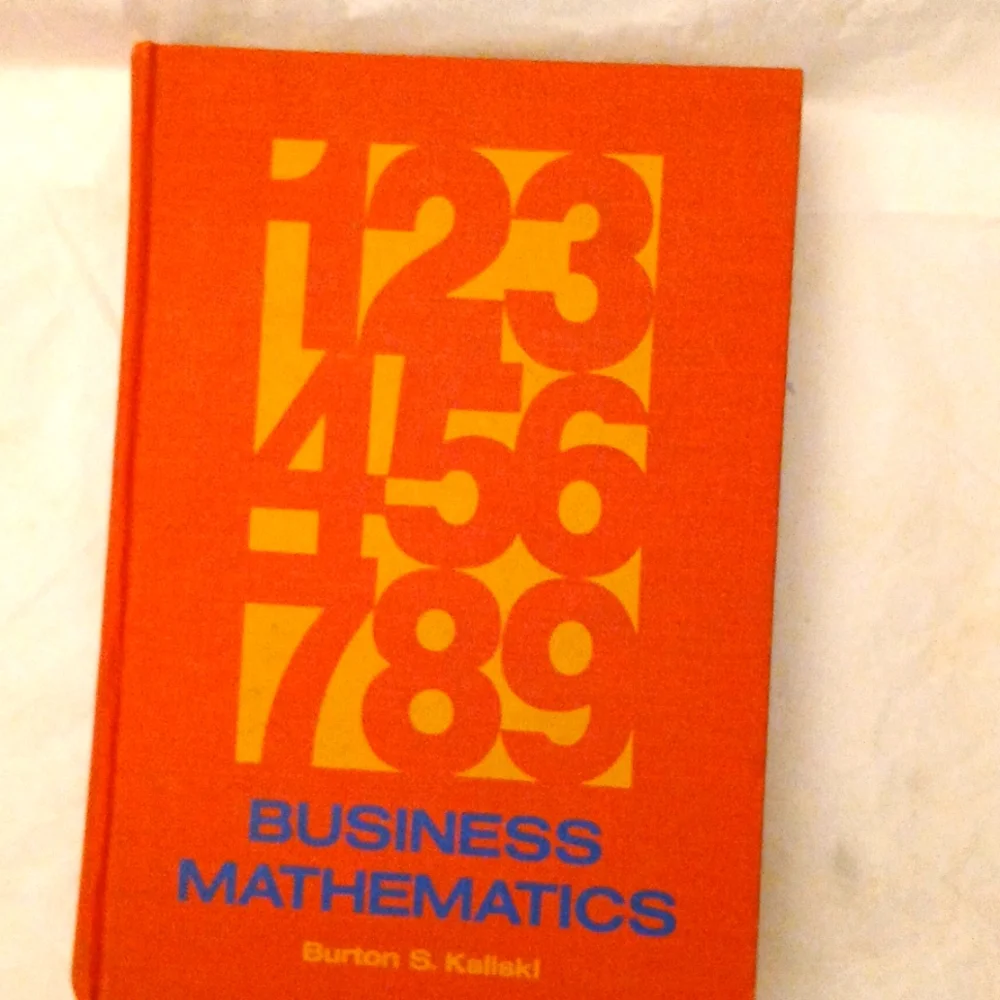 123
456
789
BUSINESS
MATHEMATICS
Burton S. Kaliski